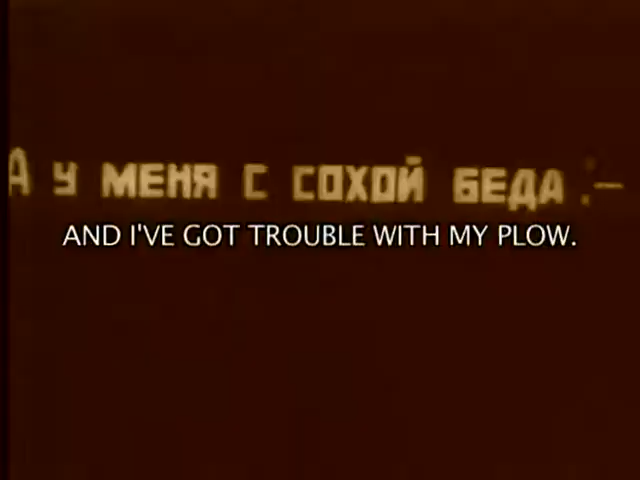 А У МЕНЯ С СОХОЙ БЕДА :–
AND I'VE GOT TROUBLE WITH MY PLOW.